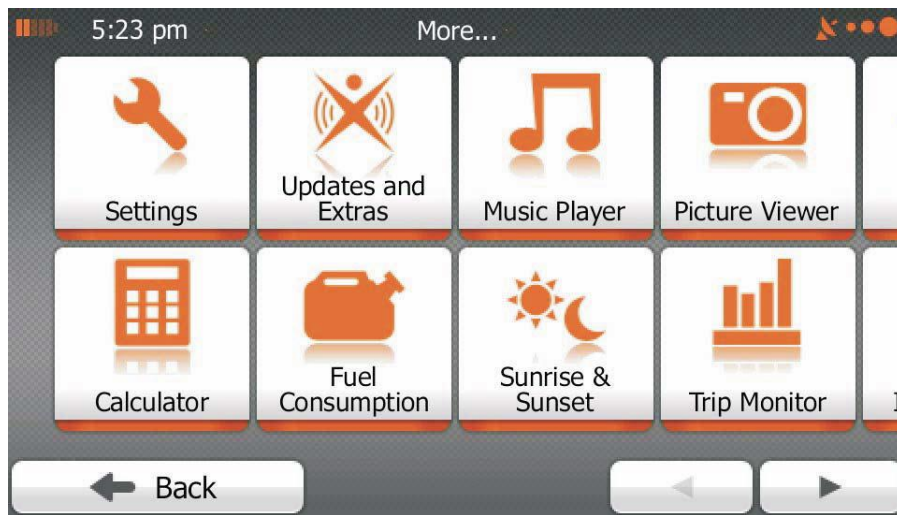 5:23 pm
More...
Settings
Updates and
Extras
Music Player
Picture Viewer
Calculator
Fuel
Consumption
Sunrise &
Sunset
Trip Monitor
Back